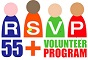 RSVP
55+ VOLUNTEER
PROGRAM